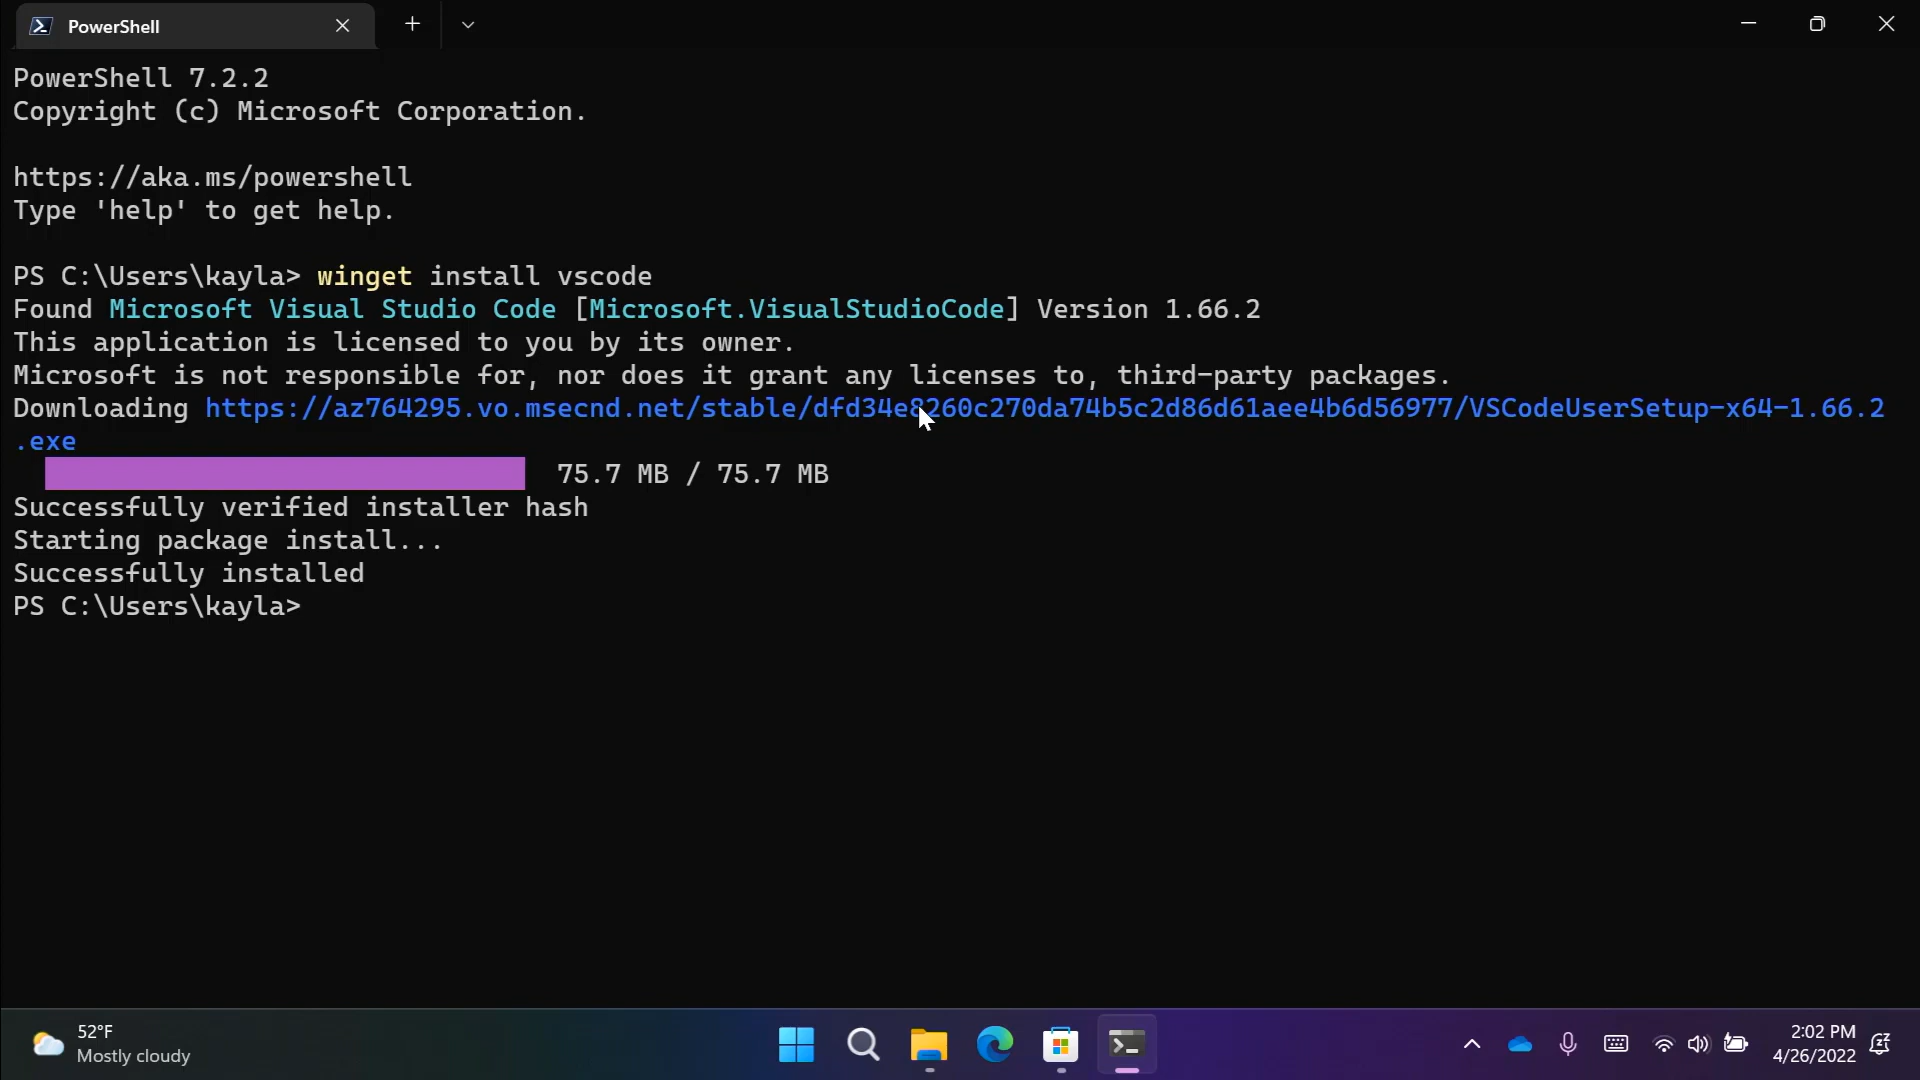 PowerShell
PowerShell 7.2.2
Copyright (c) Microsoft Corporation.
https://aka.ms/powershell
Type 'help' to get help.
PS C:\Users\kayla> winget install vscode
Found Microsoft Visual Studio Code [Microsoft.VisualStudioCode] Version 1.66.2
This application is licensed to you by its owner.
Microsoft is not responsible for, nor does it grant any licenses to, third-party packages.
Downloading https://az764295.vo.msecnd.net/stable/dfd34e8260c270da74b5c2d86d61aee4b6d56977/VSCodeUserSetup-x64-1.66.2
.exe
75.7 MB / 75.7 MB
Successfully verified installer hash
Starting package install...
Successfully installed
PS C:\Users\kayla>
52°F
Mostly cloudy
2:02 PM
4/26/2022